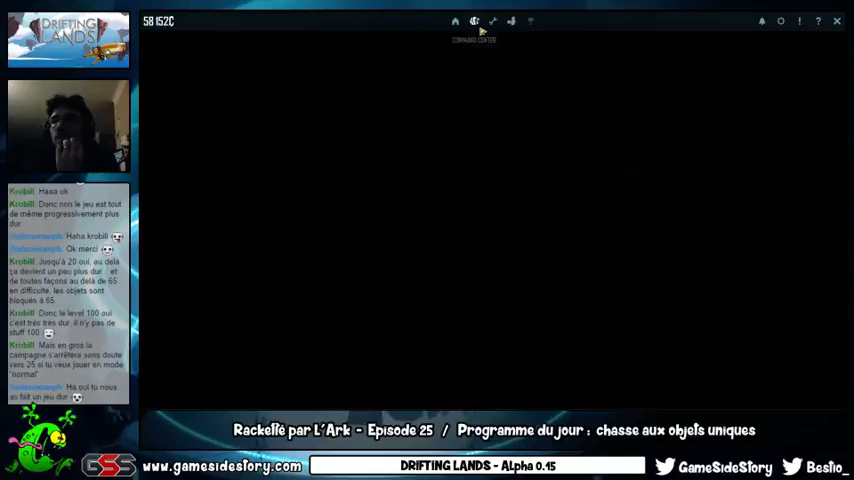 DRIFTING
LANDS
58 152₵
COMMAND CENTER
Krobill: Haaa ok
Krobill: Donc non le jeu est tout
de même progressivement plus
dur
Haha krobill
Ok merci
Krobill: Jusqu'à 20 oui, au delà
ça devient un peu plus dur et
de toutes façons au delà de 65
en difficulté, les objets sont
bloqués à 65.
Krobill: Donc le level 100 oui
c'est très très dur, il n'y pas de
stuff 100.
Krobill: Mais en gros la
campagne s'arrêtera sans doute
vers 25 si tu veux jouer en mode
"normal"
Ha oui tu nous
as fait un jeu dur
Racketté par L'Ark - Episode 25 / Programme du jour : chasse aux objets uniques
GSS www.gamesidestory.com DRIFTING LANDS - Alpha 0.15 GameSideStory Bestio_